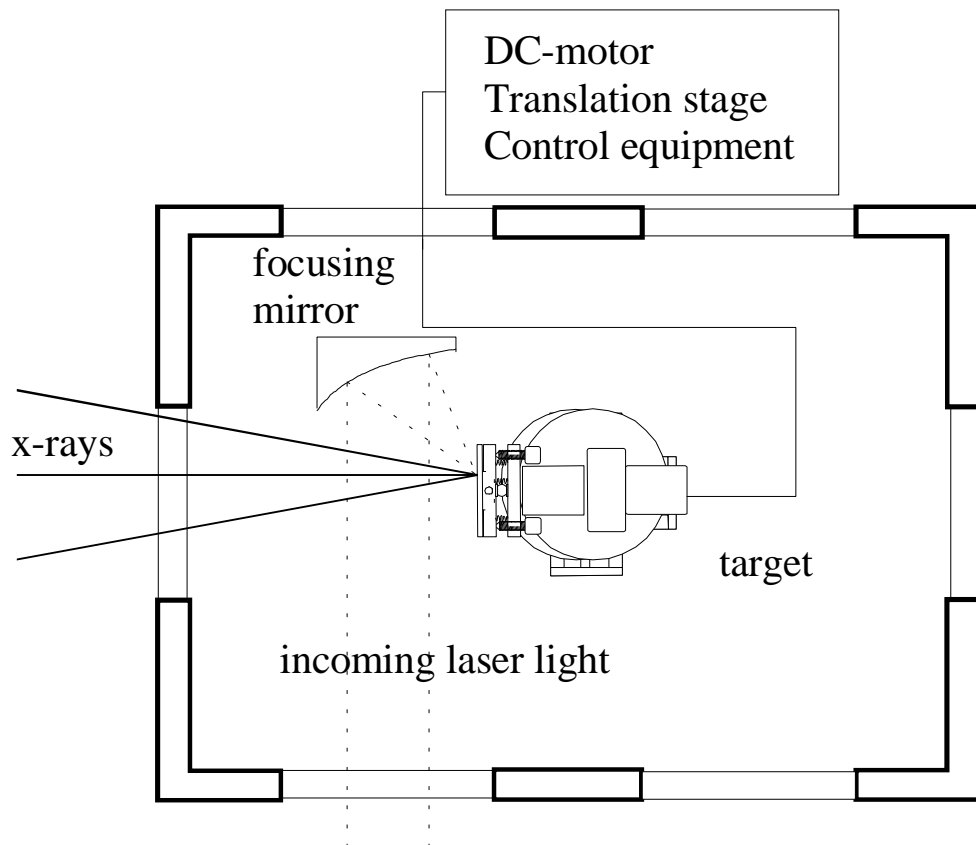 DC-motor
Translation stage
Control equipment
focusing
mirror
x-rays
target
incoming laser light